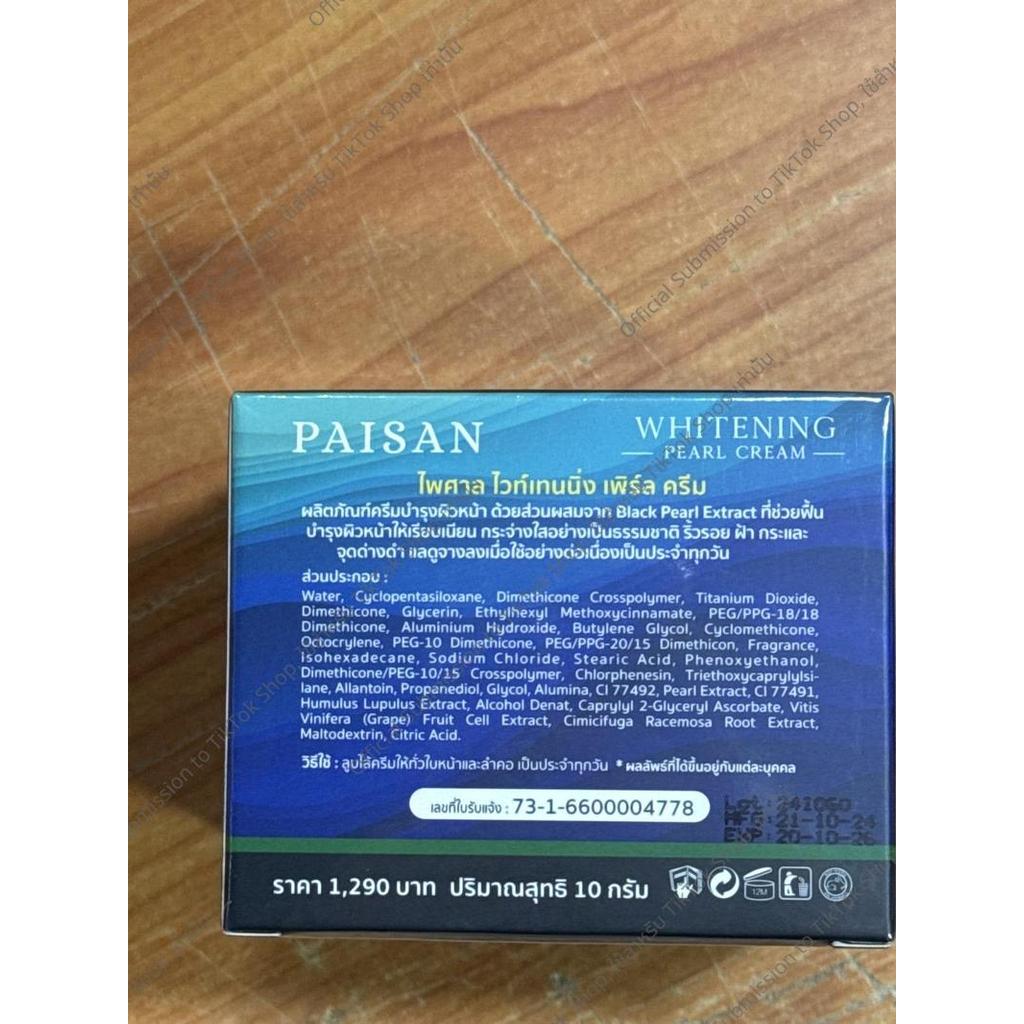 PAISAN
WHITENING
PEARL CREAM
ไพศาล ไวท์เทนนิ่ง เพิร์ล ครีม
ผลิตภัณฑ์ครีมบำรุงผิวหน้า ด้วยส่วนผสมจาก Black Pearl Extract ที่ช่วยฟื้น
บำรุงผิวหน้าให้เรียบเนียน กระจ่างใสอย่างเป็นธรรมชาติ ริ้วรอย ฝ้า กระและ
จุดด่างดำ แลดูจางลงเมื่อใช้อย่างต่อเนื่องเป็นประจำทุกวัน
ส่วนประกอบ :
Water, Cyclopentasiloxane, Dimethicone Crosspolymer, Titanium Dioxide,
Dimethicone, Glycerin, Ethylhexyl Methoxycinnamate, PEG/PPG-18/18
Dimethicone, Aluminium Hydroxide, Butylene Glycol, Cyclomethicone,
Octocrylene, PEG-10 Dimethicone, PEG/PPG-20/15 Dimethicon, Fragrance,
Isohexadecane, Sodium Chloride, Stearic Acid, Phenoxyethanol,
Dimethicone/PEG-10/15 Crosspolymer, Chlorphenesin, Triethoxycaprylylsi-
lane, Allantoin, Propanediol, Glycol, Alumina, CI 77492, Pearl Extract, CI 77491,
Humulus Lupulus Extract, Alcohol Denat, Caprylyl 2-Glyceryl Ascorbate, Vitis
Vinifera (Grape) Fruit Cell Extract, Cimicifuga Racemosa Root Extract,
Maltodextrin, Citric Acid.
วิธีใช้ : ลูบไล้ครีมให้ทั่วใบหน้าและลำคอ เป็นประจำทุกวัน * ผลลัพธ์ที่ได้ขึ้นอยู่กับแต่ละบุคคล
เลขที่ใบรับแจ้ง : 73-1-6600004778
Lot : 241060
MFG : 21-10-24
EXP : 20-10-26
ราคา 1,290 บาท ปริมาณสุทธิ 10 กรัม
12M
Official Submission to TikTok Shop, ใช้สำหรับ TikTok Shop เท่านั้น